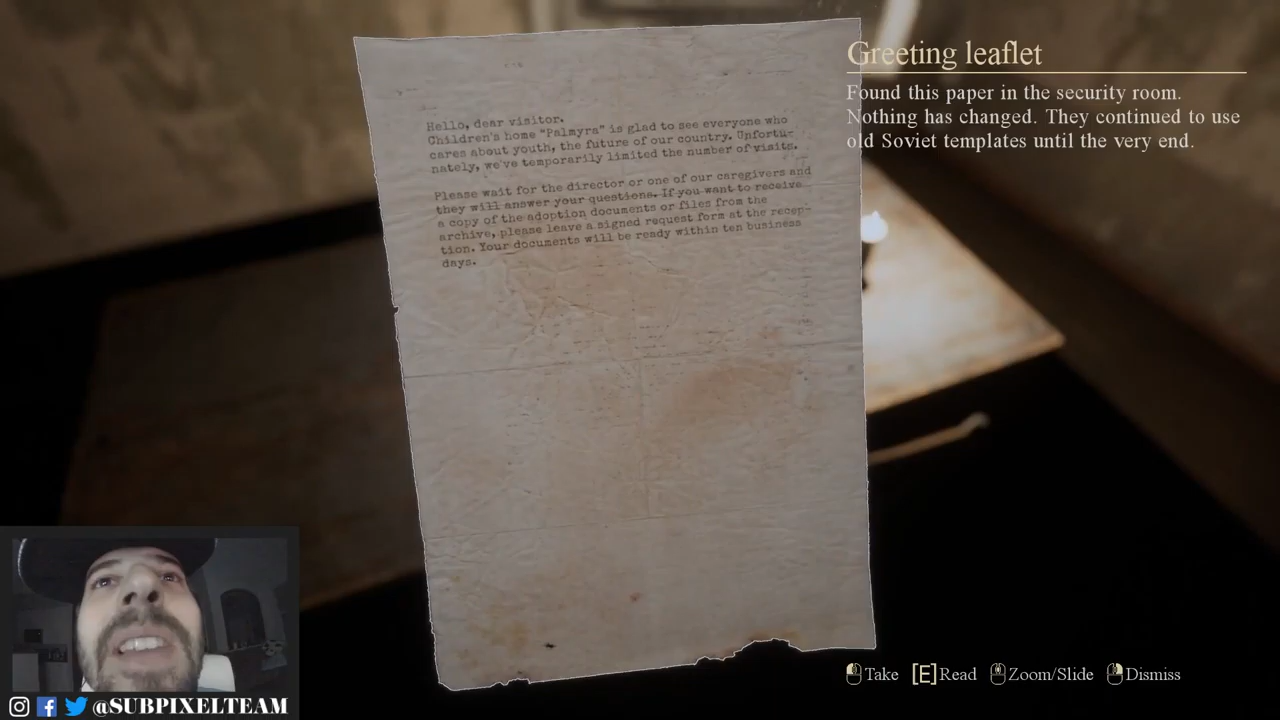 Greeting leaflet
Found this paper in the security room.
Nothing has changed. They continued to use
old Soviet templates until the very end.
Hello, dear visitor.
Children's home "Palmyra" is glad to see everyone who
cares about youth, the future of our country. Unfortu-
nately, we've temporarily limited the number of visits.
Please wait for the director or one of our caregivers and
they will answer your questions. If you want to receive
a copy of the adoption documents or files from the
archive, please leave a signed request form at the recep-
tion. Your documents will be ready within ten business
days.
Take [E]Read Zoom/Slide Dismiss
@SUBPIXELTEAM